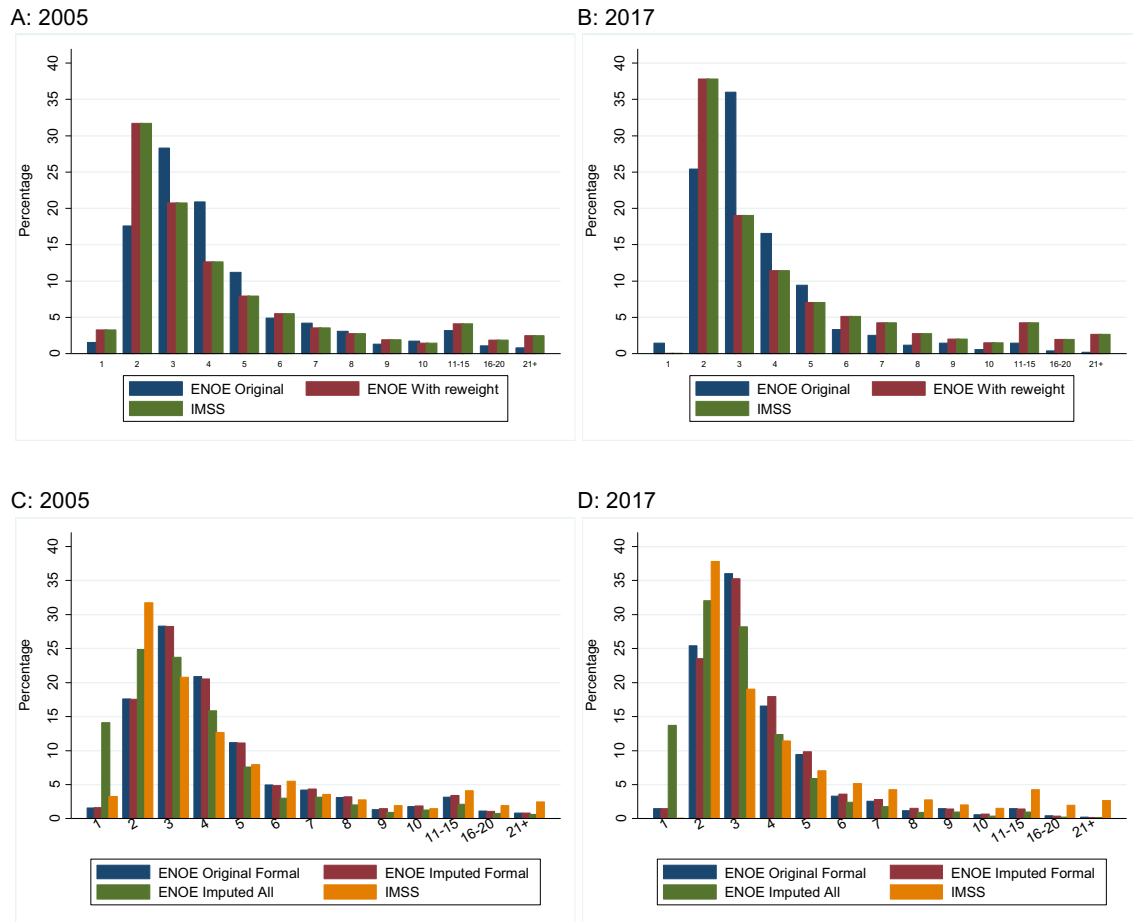 A: 2005
B: 2017
Percentage
0 5 10 15 20 25 30 35 40
1 2 3 4 5 6 7 8 9 10 11-15 16-20 21+
ENOE Original ENOE With reweight
IMSS
Percentage
0 5 10 15 20 25 30 35 40
1 2 3 4 5 6 7 8 9 10 11-15 16-20 21+
ENOE Original ENOE With reweight
IMSS
C: 2005
D: 2017
Percentage
0 5 10 15 20 25 30 35 40
1 2 3 4 5 6 7 8 9 10 11-15 16-20 21+
ENOE Original Formal ENOE Imputed Formal
ENOE Imputed All IMSS
Percentage
0 5 10 15 20 25 30 35 40
1 2 3 4 5 6 7 8 9 10 11-15 16-20 21+
ENOE Original Formal ENOE Imputed Formal
ENOE Imputed All IMSS